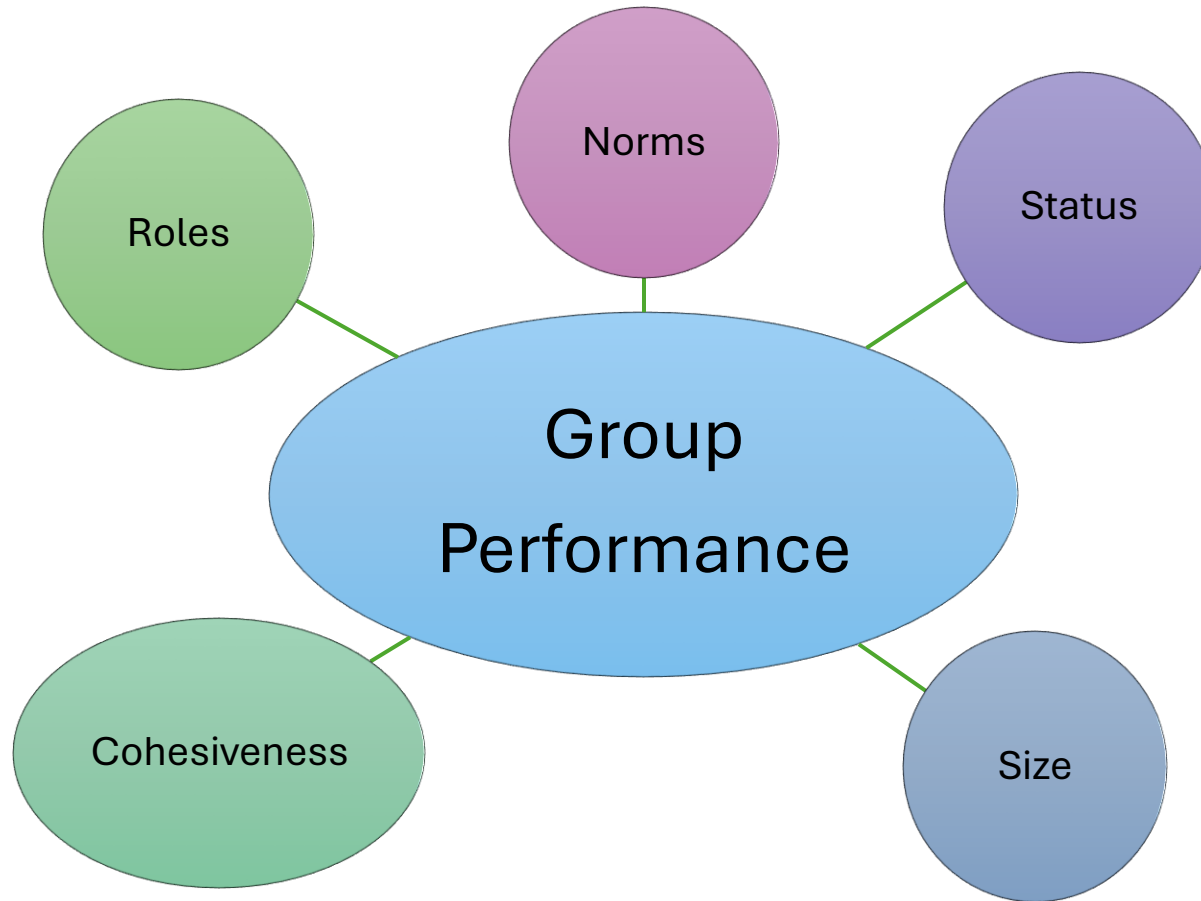 Norms
Status
Roles
Group
Performance
Cohesiveness
Size